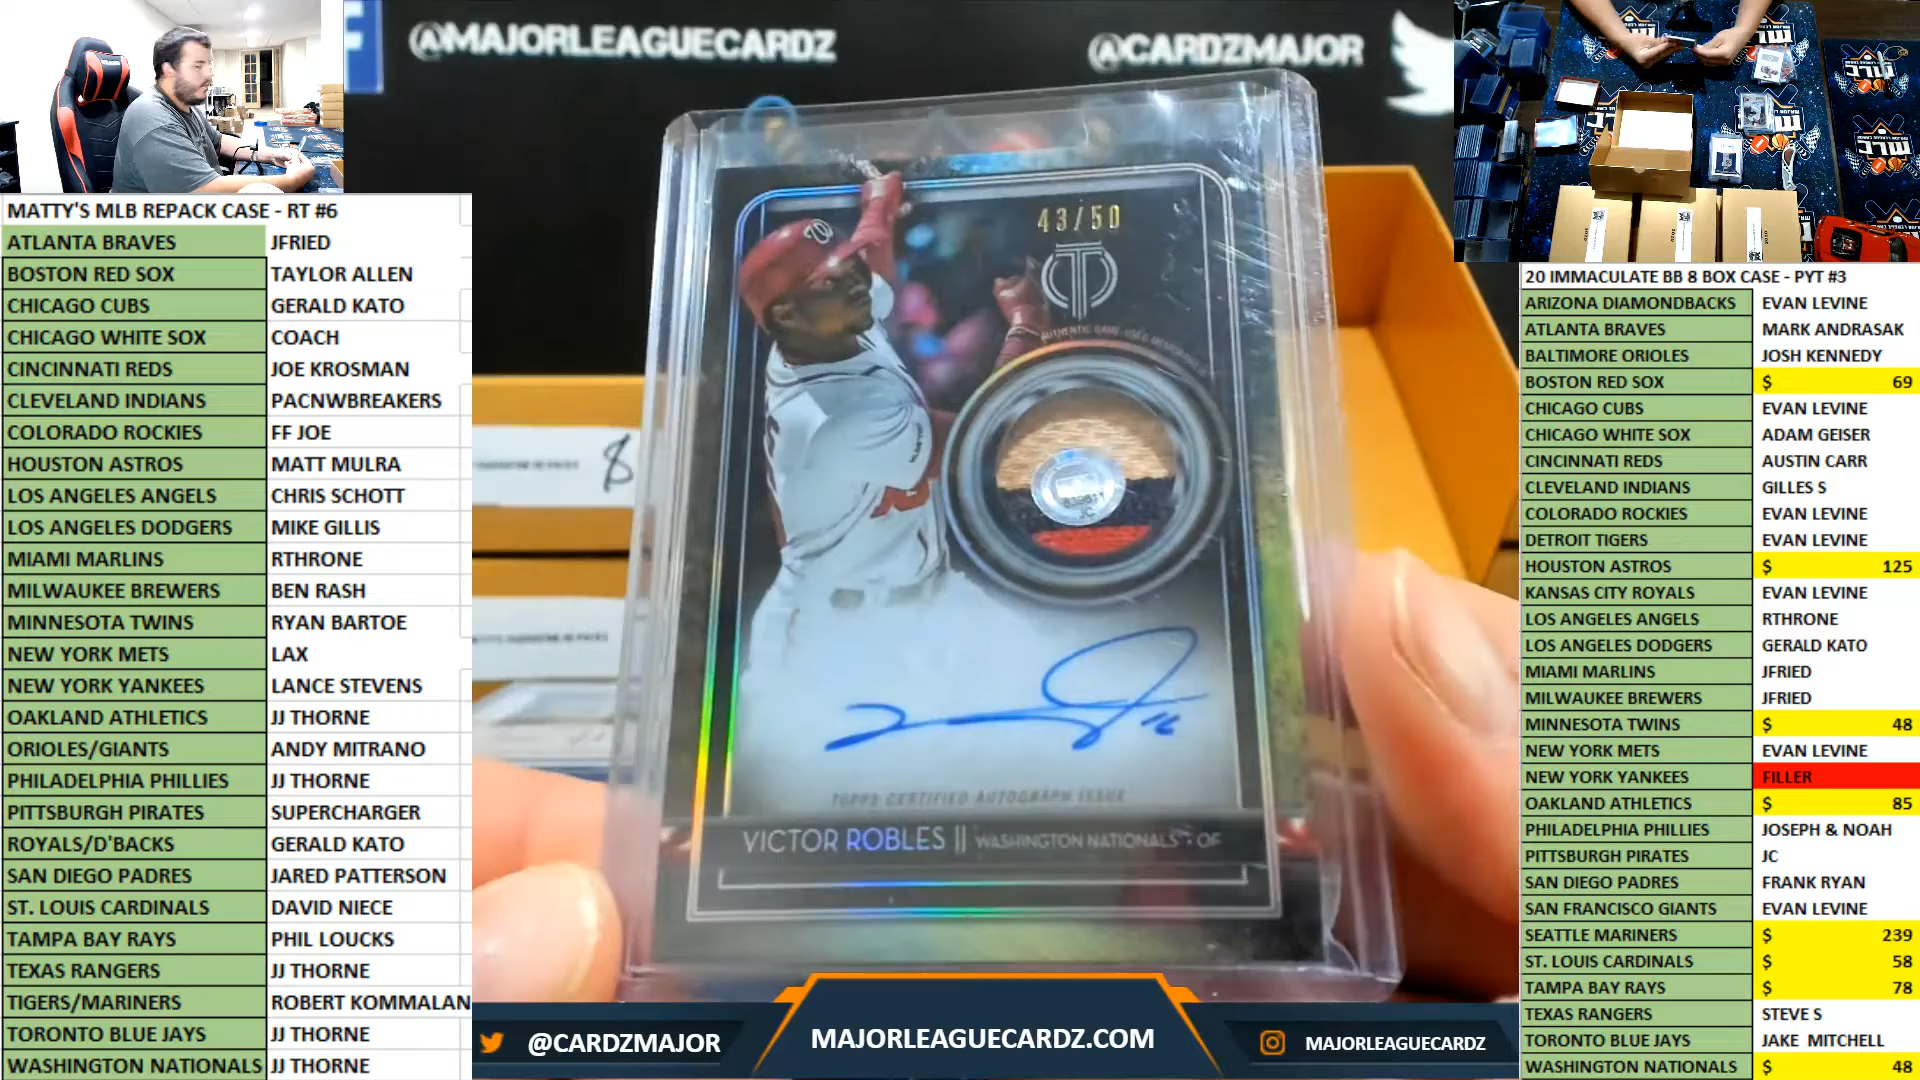 @MAJORLEAGUECARDZ
@CARDZMAJOR
MATTY'S MLB REPACK CASE - RT #6
ATLANTA BRAVES JFRIED
BOSTON RED SOX TAYLOR ALLEN
CHICAGO CUBS GERALD KATO
CHICAGO WHITE SOX COACH
CINCINNATI REDS JOE KROSMAN
CLEVELAND INDIANS PACNWBREAKERS
COLORADO ROCKIES FF JOE
HOUSTON ASTROS MATT MULRA
LOS ANGELES ANGELS CHRIS SCHOTT
LOS ANGELES DODGERS MIKE GILLIS
MIAMI MARLINS RTHRONE
MILWAUKEE BREWERS BEN RASH
MINNESOTA TWINS RYAN BARTOE
NEW YORK METS LAX
NEW YORK YANKEES LANCE STEVENS
OAKLAND ATHLETICS JJ THORNE
ORIOLES/GIANTS ANDY MITRANO
PHILADELPHIA PHILLIES JJ THORNE
PITTSBURGH PIRATES SUPERCHARGER
ROYALS/D'BACKS GERALD KATO
SAN DIEGO PADRES JARED PATTERSON
ST. LOUIS CARDINALS DAVID NIECE
TAMPA BAY RAYS PHIL LOUCKS
TEXAS RANGERS JJ THORNE
TIGERS/MARINERS ROBERT KOMMALAN
TORONTO BLUE JAYS JJ THORNE
WASHINGTON NATIONALS JJ THORNE
8
43/50
AUTHENTIC GAME-USED MEMORABILIA
16
TOPPS CERTIFIED AUTOGRAPH ISSUE
VICTOR ROBLES || WASHINGTON NATIONALS · OF
@CARDZMAJOR
MAJORLEAGUECARDZ.COM
MAJORLEAGUECARDZ
20 IMMACULATE BB 8 BOX CASE - PYT #3
ARIZONA DIAMONDBACKS EVAN LEVINE
ATLANTA BRAVES MARK ANDRASAK
BALTIMORE ORIOLES JOSH KENNEDY
BOSTON RED SOX $ 69
CHICAGO CUBS EVAN LEVINE
CHICAGO WHITE SOX ADAM GEISER
CINCINNATI REDS AUSTIN CARR
CLEVELAND INDIANS GILLES S
COLORADO ROCKIES EVAN LEVINE
DETROIT TIGERS EVAN LEVINE
HOUSTON ASTROS $ 125
KANSAS CITY ROYALS EVAN LEVINE
LOS ANGELES ANGELS RTHRONE
LOS ANGELES DODGERS GERALD KATO
MIAMI MARLINS JFRIED
MILWAUKEE BREWERS JFRIED
MINNESOTA TWINS $ 48
NEW YORK METS EVAN LEVINE
NEW YORK YANKEES FILLER
OAKLAND ATHLETICS $ 85
PHILADELPHIA PHILLIES JOSEPH & NOAH
PITTSBURGH PIRATES JC
SAN DIEGO PADRES FRANK RYAN
SAN FRANCISCO GIANTS EVAN LEVINE
SEATTLE MARINERS $ 239
ST. LOUIS CARDINALS $ 58
TAMPA BAY RAYS $ 78
TEXAS RANGERS STEVE S
TORONTO BLUE JAYS JAKE MITCHELL
WASHINGTON NATIONALS $ 48